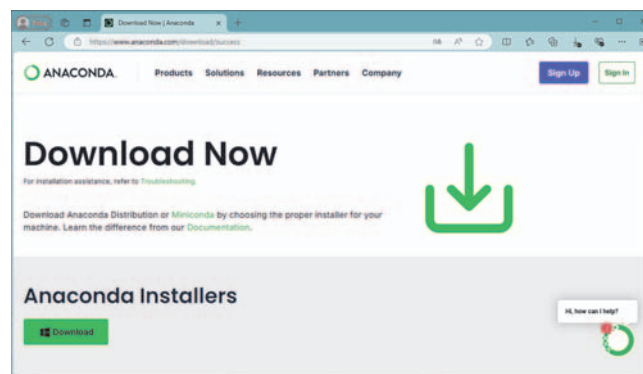 Download Now | Anaconda
https://www.anaconda.com/download/success
ANACONDA.
Products Solutions Resources Partners Company
Sign Up
Sign In
Download Now
For installation assistance, refer to Troubleshooting.
Download Anaconda Distribution or Miniconda by choosing the proper installer for your
machine. Learn the difference from our Documentation.
Anaconda Installers
Download
Hi, how can I help?